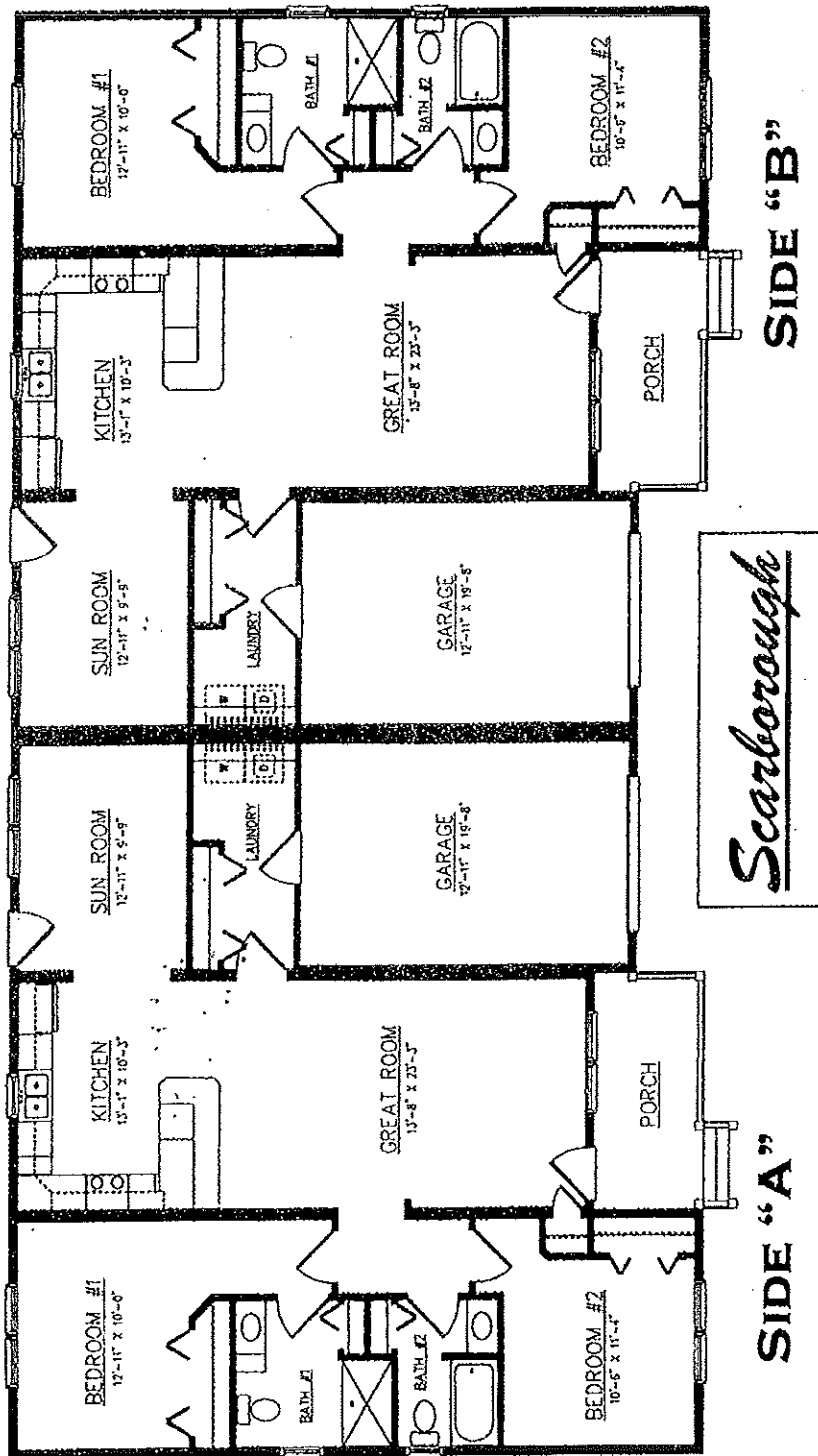 BEDROOM #1
12'-11" X 10'-0"
KITCHEN
13'-1" X 10'-3"
SUN ROOM
12'-11" X 9'-9"
SUN ROOM
12'-11" X 9'-9"
KITCHEN
13'-1" X 10'-3"
BEDROOM #1
12'-11" X 10'-0"
BATH #1
W
D
LAUNDRY
W
D
LAUNDRY
BATH #1
BATH #2
GREAT ROOM
13'-8" X 23'-3"
GARAGE
12'-11" X 19'-8"
GARAGE
12'-11" X 19'-8"
GREAT ROOM
13'-8" X 23'-3"
BATH #2
BEDROOM #2
10'-6" X 11'-4"
PORCH
PORCH
BEDROOM #2
11'-4"
SIDE “A”
Scarborough
SIDE “B”